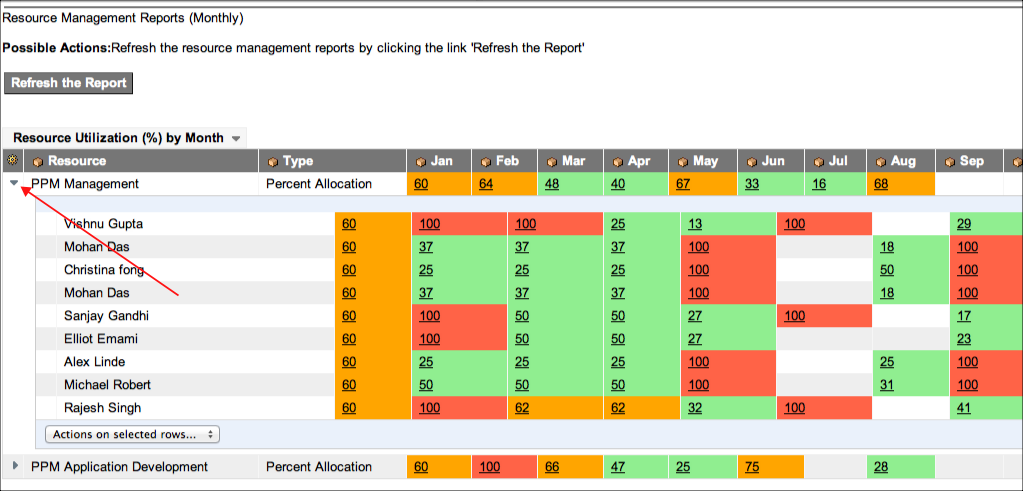 Resource Management Reports (Monthly)
Possible Actions:Refresh the resource management reports by clicking the link 'Refresh the Report'
Refresh the Report
Resource Utilization (%) by Month
Resource Type Jan Feb Mar Apr May Jun Jul Aug Sep
PPM Management Percent Allocation 60 64 48 40 67 33 16 68
Vishnu Gupta 60 100 100 25 13 100 29
Mohan Das 60 37 37 37 100 18 100
Christina fong 60 25 25 25 100 50 100
Mohan Das 60 37 37 37 100 18 100
Sanjay Gandhi 60 100 50 50 27 100 17
Elliot Emami 60 100 50 50 27 23
Alex Linde 60 25 25 25 100 25 100
Michael Robert 60 50 50 50 100 31 100
Rajesh Singh 60 100 62 62 32 100 41
Actions on selected rows...
PPM Application Development Percent Allocation 60 100 66 47 25 75 28